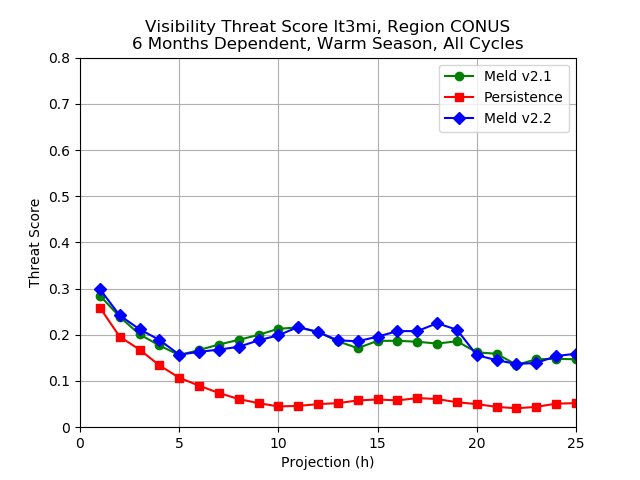 Visibility Threat Score lt3mi, Region CONUS
6 Months Dependent, Warm Season, All Cycles
Meld v2.1
Persistence
Meld v2.2
Threat Score
0.8
0.7
0.6
0.5
0.4
0.3
0.2
0.1
0
0 5 10 15 20 25
Projection (h)